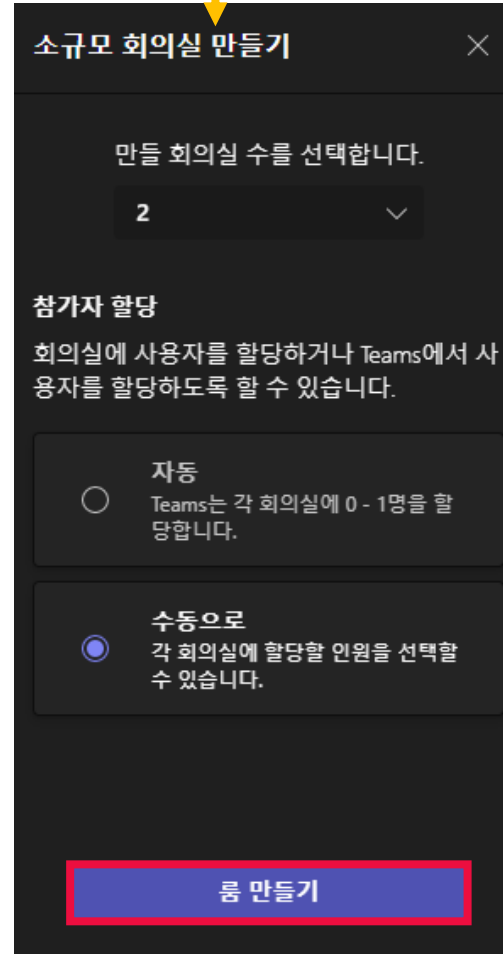 소규모 회의실 만들기
만들 회의실 수를 선택합니다.
2
참가자 할당
회의실에 사용자를 할당하거나 Teams에서 사
용자를 할당하도록 할 수 있습니다.
자동
Teams는 각 회의실에 0 - 1명을 할
당합니다.
수동으로
각 회의실에 할당할 인원을 선택할
수 있습니다.
룸 만들기